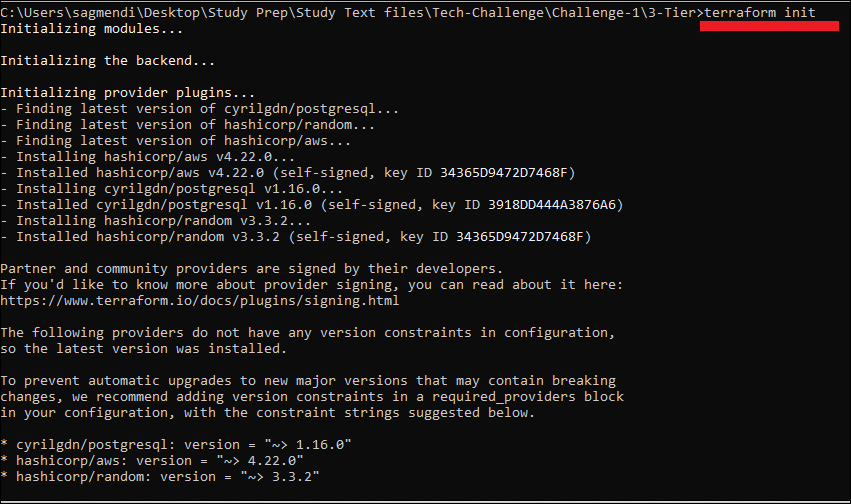 C:\Users\sagmendi\Desktop\Study Prep\Study Text files\Tech-Challenge\Challenge-1\3-Tier>terraform init
Initializing modules...
Initializing the backend...
Initializing provider plugins...
- Finding latest version of cyrilgdn/postgresql...
- Finding latest version of hashicorp/random...
- Finding latest version of hashicorp/aws...
- Installing hashicorp/aws v4.22.0...
- Installed hashicorp/aws v4.22.0 (self-signed, key ID 34365D9472D7468F)
- Installing cyrilgdn/postgresql v1.16.0...
- Installed cyrilgdn/postgresql v1.16.0 (self-signed, key ID 3918DD444A3876A6)
- Installing hashicorp/random v3.3.2...
- Installed hashicorp/random v3.3.2 (self-signed, key ID 34365D9472D7468F)
Partner and community providers are signed by their developers.
If you'd like to know more about provider signing, you can read about it here:
https://www.terraform.io/docs/plugins/signing.html
The following providers do not have any version constraints in configuration,
so the latest version was installed.
To prevent automatic upgrades to new major versions that may contain breaking
changes, we recommend adding version constraints in a required_providers block
in your configuration, with the constraint strings suggested below.
* cyrilgdn/postgresql: version = "~> 1.16.0"
* hashicorp/aws: version = "~> 4.22.0"
* hashicorp/random: version = "~> 3.3.2"